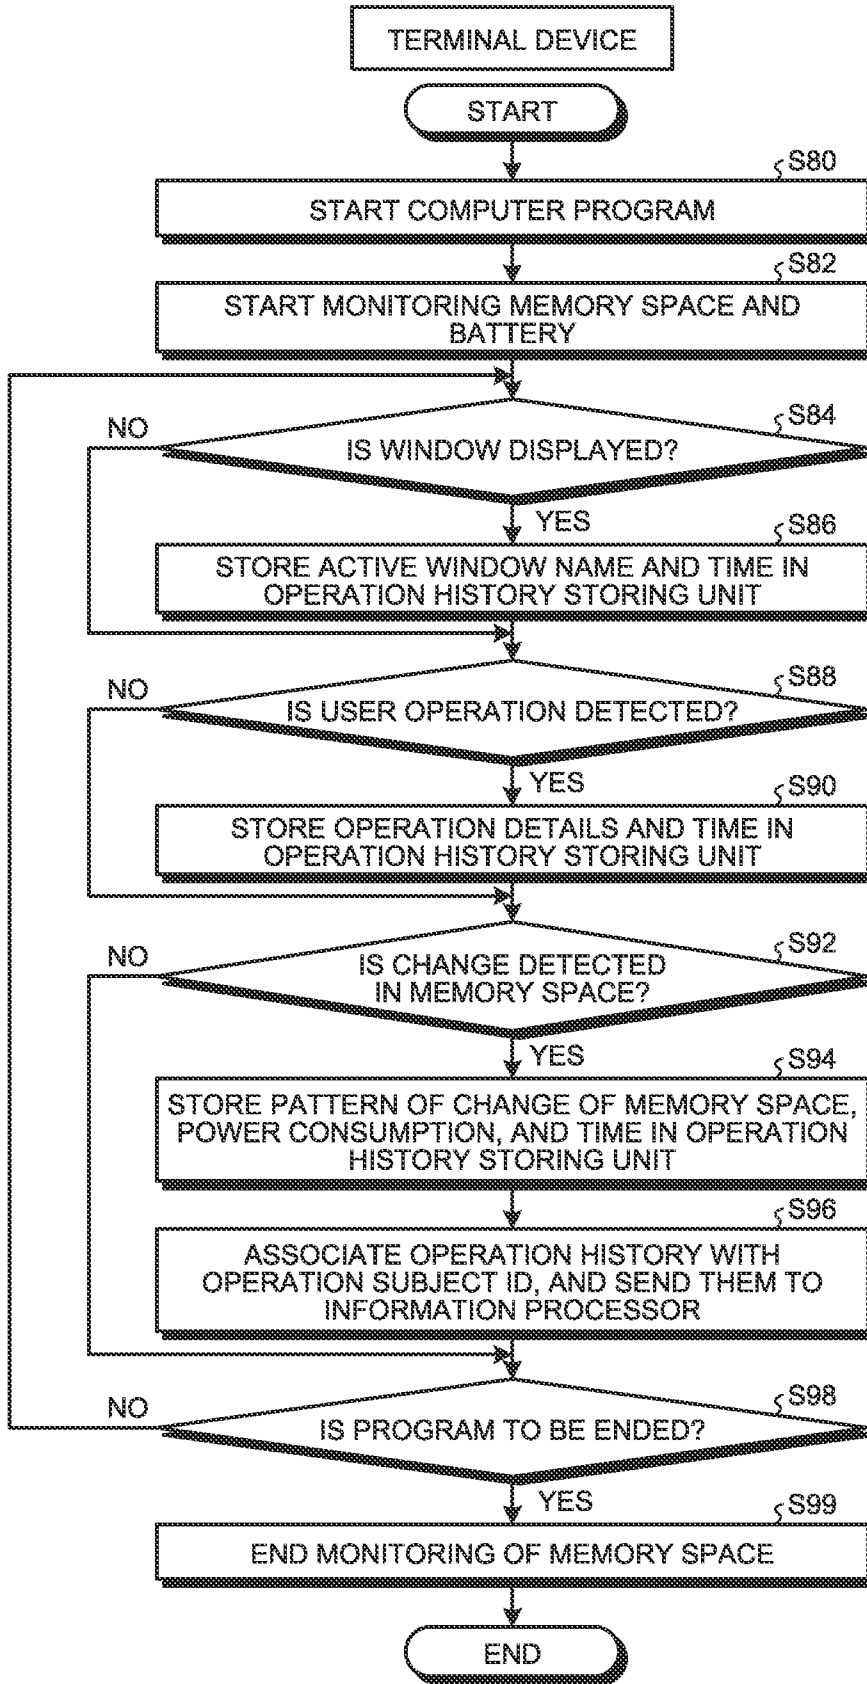 TERMINAL DEVICE
START
S80
START COMPUTER PROGRAM
S82
START MONITORING MEMORY SPACE AND
BATTERY
S84
NO
IS WINDOW DISPLAYED?
YES
S86
STORE ACTIVE WINDOW NAME AND TIME IN
OPERATION HISTORY STORING UNIT
S88
NO
IS USER OPERATION DETECTED?
YES
S90
STORE OPERATION DETAILS AND TIME IN
OPERATION HISTORY STORING UNIT
S92
NO
IS CHANGE DETECTED
IN MEMORY SPACE?
YES
S94
STORE PATTERN OF CHANGE OF MEMORY SPACE,
POWER CONSUMPTION, AND TIME IN OPERATION
HISTORY STORING UNIT
S96
ASSOCIATE OPERATION HISTORY WITH
OPERATION SUBJECT ID, AND SEND THEM TO
INFORMATION PROCESSOR
S98
NO
IS PROGRAM TO BE ENDED?
YES
S99
END MONITORING OF MEMORY SPACE
END